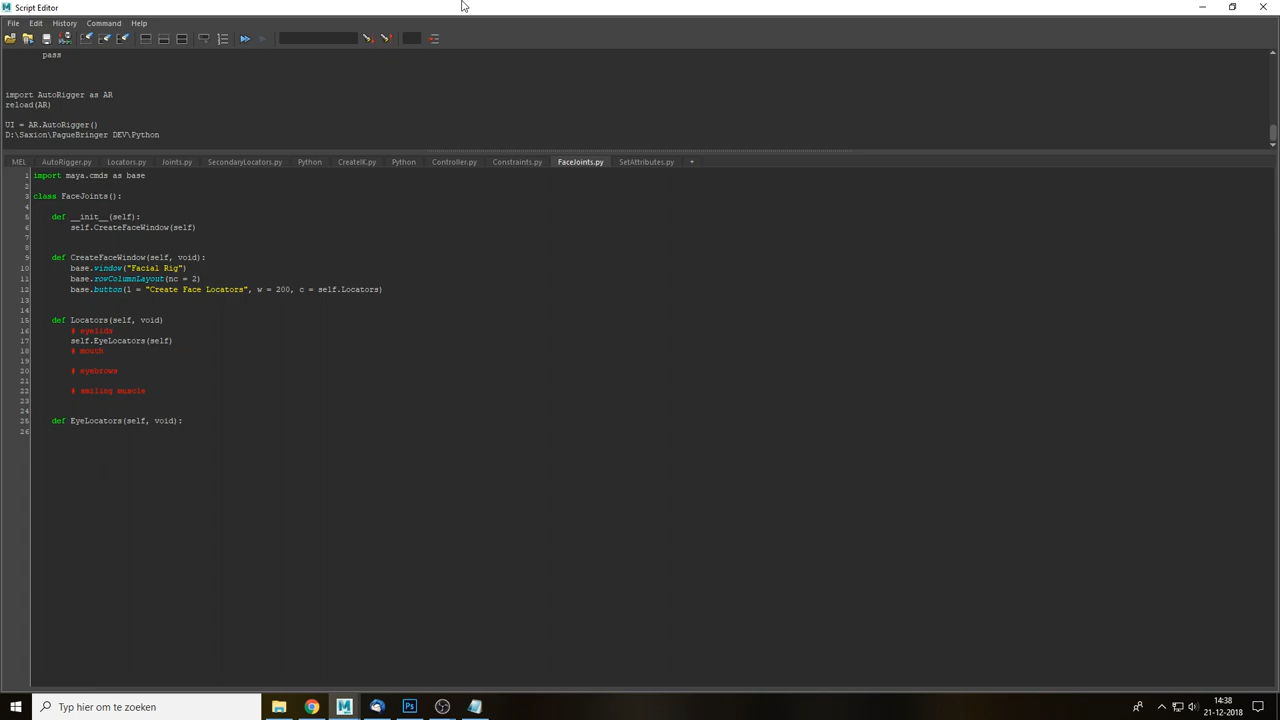 Script Editor
File Edit History Command Help
pass
import AutoRigger as AR
reload(AR)
UI = AR.AutoRigger()
D:\Saxion\PagueBringer DEV\Python
MEL AutoRigger.py Locators.py Joints.py SecondaryLocators.py Python CreateIK.py Python Controller.py Constraints.py FaceJoints.py SetAttributes.py +
1 import maya.cmds as base
2
3 class FaceJoints():
4
5 def __init__(self):
6 self.CreateFaceWindow(self)
7
8
9 def CreateFaceWindow(self, void):
10 base.window("Facial Rig")
11 base.rowColumnLayout(nc = 2)
12 base.button(l = "Create Face Locators", w = 200, c = self.Locators)
13
14
15 def Locators(self, void)
16 # eyelids
17 self.EyeLocators(self)
18 # mouth
19
20 # eyebrows
21
22 # smiling muscle
23
24
25 def EyeLocators(self, void):
26
Typ hier om te zoeken
14:38
21-12-2018